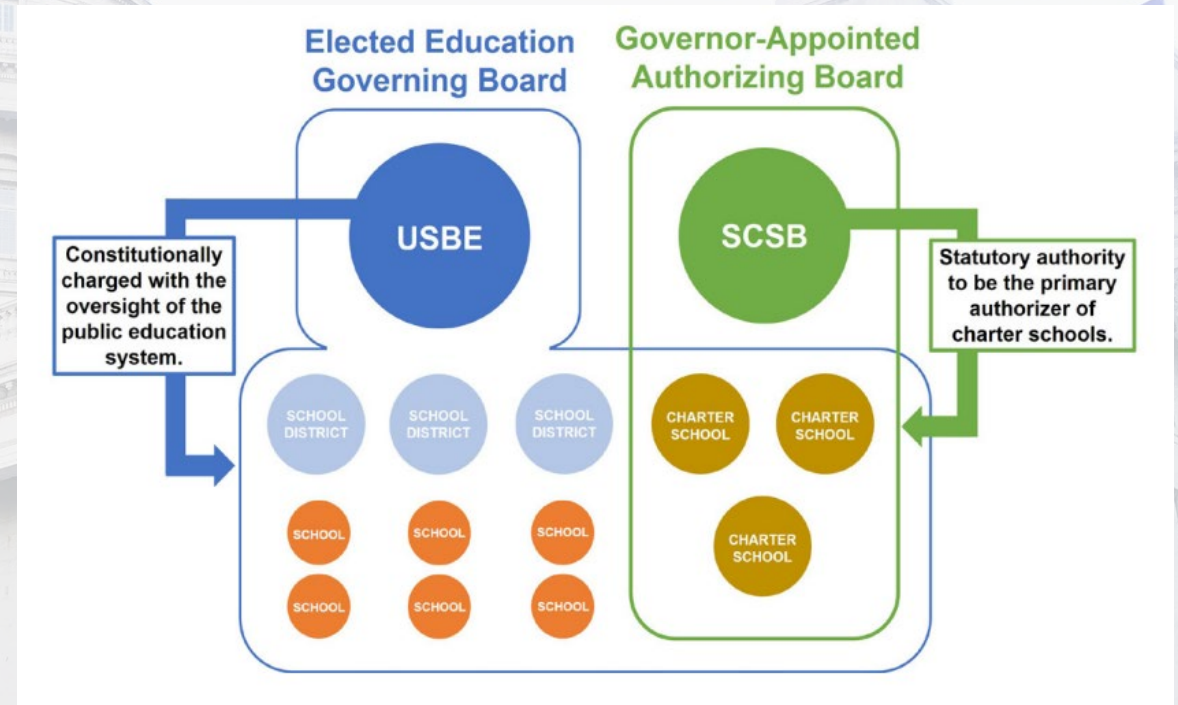 Elected Education
Governing Board
Governor-Appointed
Authorizing Board
USBE
SCSB
Constitutionally
charged with the
oversight of the
public education
system.
Statutory authority
to be the primary
authorizer of
charter schools.
SCHOOL
DISTRICT
SCHOOL
DISTRICT
SCHOOL
DISTRICT
CHARTER
SCHOOL
CHARTER
SCHOOL
SCHOOL
SCHOOL
SCHOOL
CHARTER
SCHOOL
SCHOOL
SCHOOL
SCHOOL